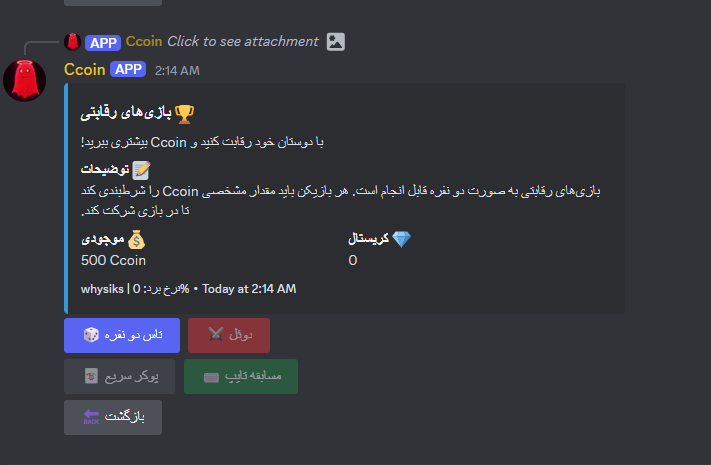 APP Ccoin Click to see attachment
Ccoin APP 2:14 AM
🏆 بازی‌های رقابتی
با دوستان خود رقابت کنید و Ccoin بیشتری ببرید!
📝 توضیحات
بازی‌های رقابتی به صورت دو نفره قابل انجام است. هر بازیکن باید مقدار مشخصی Ccoin را شرط‌بندی کند
تا در بازی شرکت کند.
💰 موجودی
500 Ccoin
💎 کریستال
0
whysiks | نرخ برد: 0% • Today at 2:14 AM
🎲 تاس دو نفره
⚔️ دوئل
🃏 پوکر سریع
⌨️ مسابقه تایپ
🔙 بازگشت